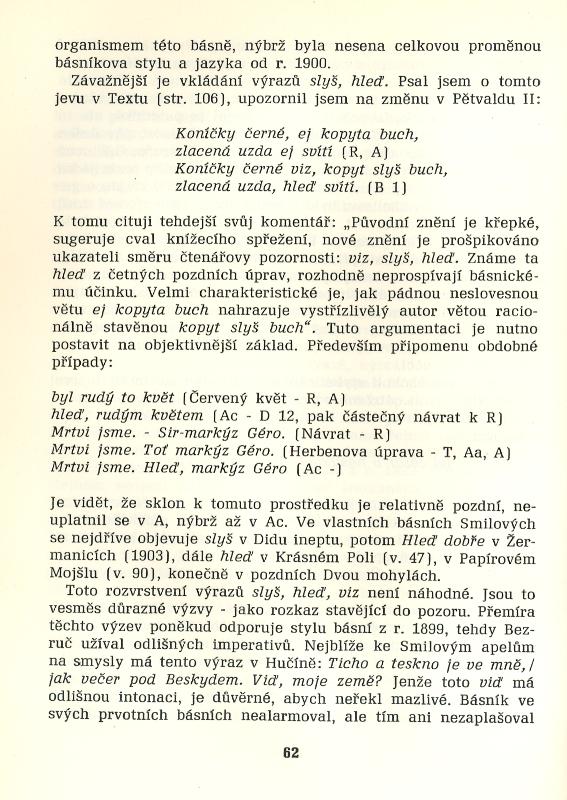 organismem této básně, nýbrž byla nesena celkovou proměnou
básníkova stylu a jazyka od r. 1900.
Závažnější je vkládání výrazů slyš, hleď. Psal jsem o tomto
jevu v Textu (str. 106), upozornil jsem na změnu v Pětvaldu II:
Koníčky černé, ej kopyta buch,
zlacená uzda ej svítí (R, A)
Koníčky černé viz, kopyt slyš buch,
zlacená uzda, hleď svítí. (B 1)
K tomu cituji tehdejší svůj komentář: „Původní znění je křepké,
sugeruje cval knížecího spřežení, nové znění je prošpikováno
ukazateli směru čtenářovy pozornosti: viz, slyš, hleď. Známe ta
hleď z četných pozdních úprav, rozhodně neprospívají básnické-
mu účinku. Velmi charakteristické je, jak pádnou neslovesnou
větu ej kopyta buch nahrazuje vystřízlivělý autor větou racio-
nálně stavěnou kopyt slyš buch“. Tuto argumentaci je nutno
postavit na objektivnější základ. Především připomenu obdobné
případy:
byl rudý to květ (Červený květ - R, A)
hleď, rudým květem (Ac - D 12, pak částečný návrat k R)
Mrtvi jsme. - Sir-markýz Géro. (Návrat - R)
Mrtvi jsme. Toť markýz Géro. (Herbenova úprava - T, Aa, A)
Mrtvi jsme. Hleď, markýz Géro (Ac -)
Je vidět, že sklon k tomuto prostředku je relativně pozdní, ne-
uplatnil se v A, nýbrž až v Ac. Ve vlastních básních Smilových
se nejdříve objevuje slyš v Didu ineptu, potom Hleď dobře v Žer-
manicích (1903), dále hleď v Krásném Poli (v. 47), v Papírovém
Mojšlu (v. 90), konečně v pozdních Dvou mohylách.
Toto rozvrstvení výrazů slyš, hleď, viz není náhodné. Jsou to
vesměs důrazné výzvy - jako rozkaz stavějící do pozoru. Přemíra
těchto výzev poněkud odporuje stylu básní z r. 1899, tehdy Bez-
ruč užíval odlišných imperativů. Nejblíže ke Smilovým apelům
na smysly má tento výraz v Hučíně: Ticho a teskno je ve mně,/
jak večer pod Beskydem. Viď, moje země? Jenže toto viď má
odlišnou intonaci, je důvěrné, abych neřekl mazlivé. Básník ve
svých prvotních básních nealarmoval, ale tím ani nezaplašoval
62